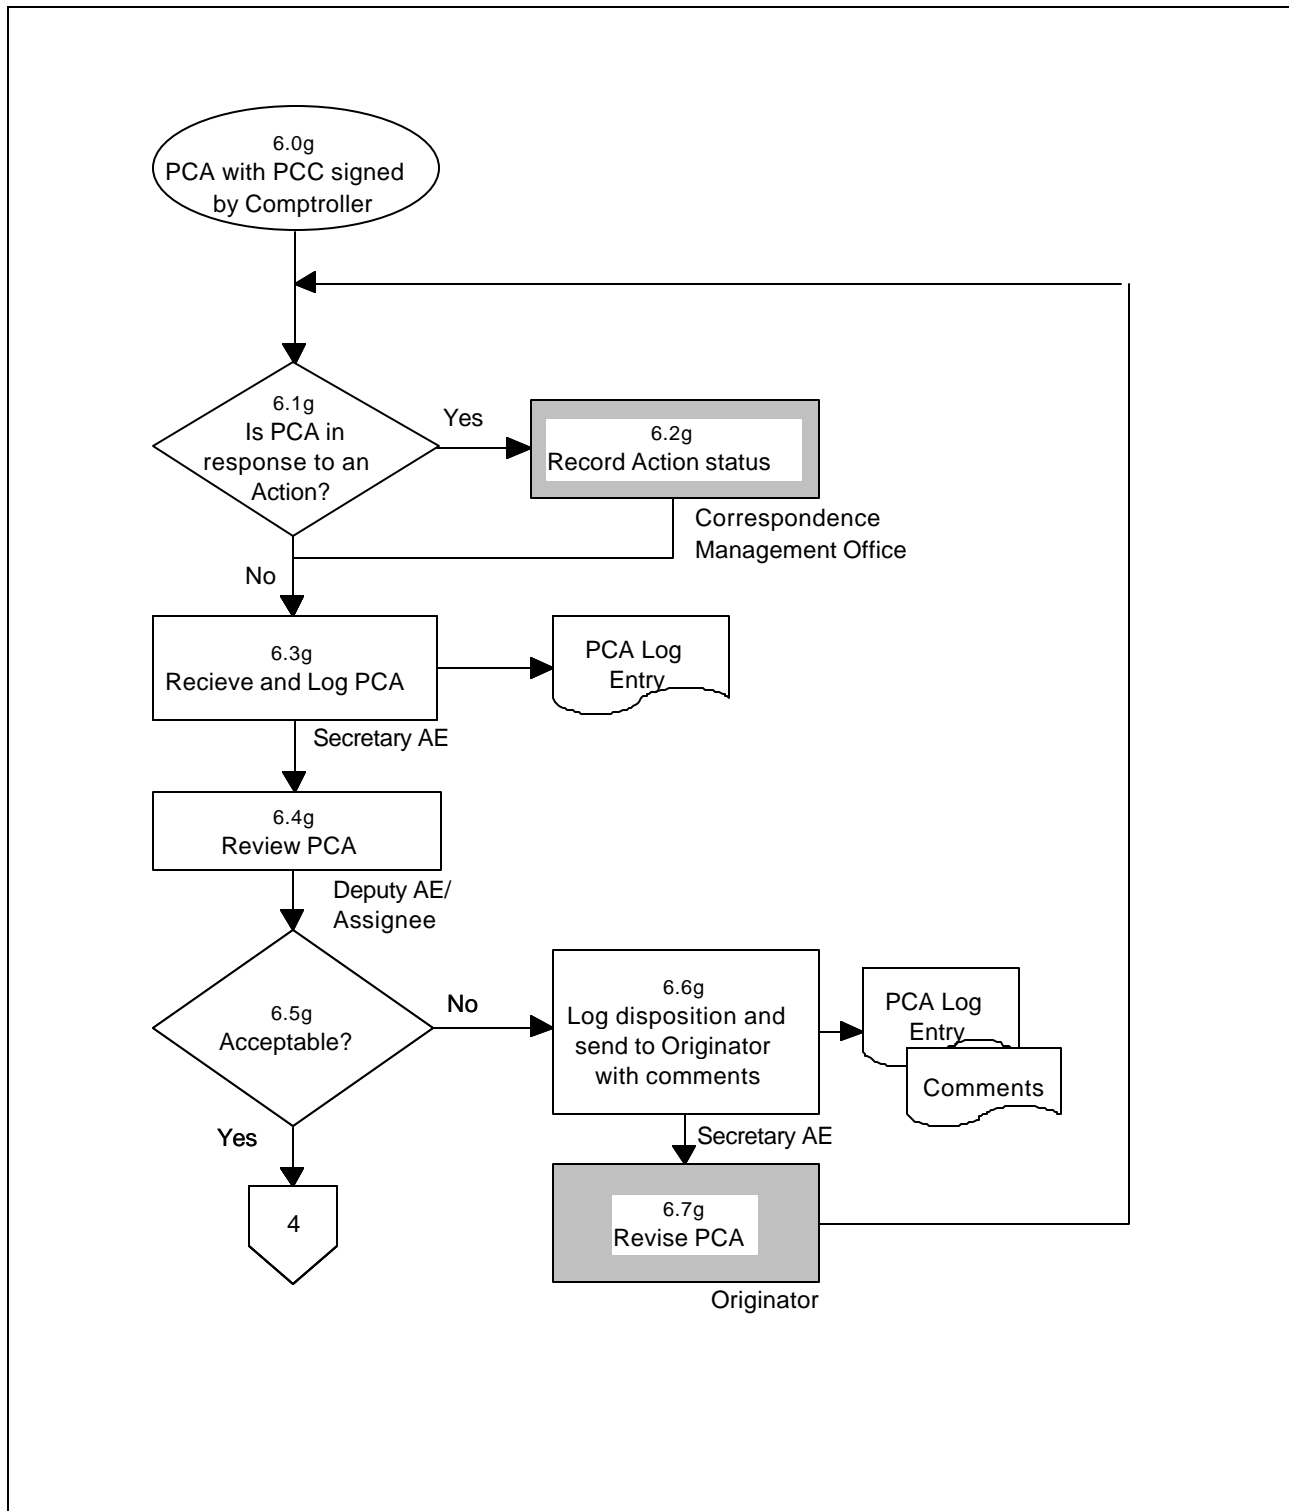 6.0g
PCA with PCC signed
by Comptroller
6.1g
Is PCA in
response to an
Action?
Yes
6.2g
Record Action status
Correspondence
Management Office
No
6.3g
Recieve and Log PCA
PCA Log
Entry
Secretary AE
6.4g
Review PCA
Deputy AE/
Assignee
6.5g
Acceptable?
No
6.6g
Log disposition and
send to Originator
with comments
PCA Log
Entry
Comments
Yes
Secretary AE
4
6.7g
Revise PCA
Originator